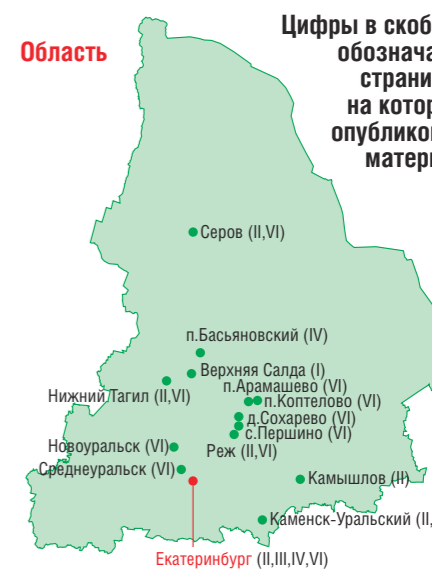 Область
Цифры в скоб
обознача
страни
на котор
опубликов
матери
Серов (II,VI)
п.Басьяновский (IV)
Верхняя Салда (I)
п.Арамашево (VI)
Нижний Тагил (II,VI)
п.Коптелово (VI)
д.Сохарево (VI)
с.Першино (VI)
Новоуральск (VI)
Реж (II,VI)
Среднеуральск (VI)
Камышлов (II)
Каменск-Уральский (II,
Екатеринбург (II,III,IV,VI)